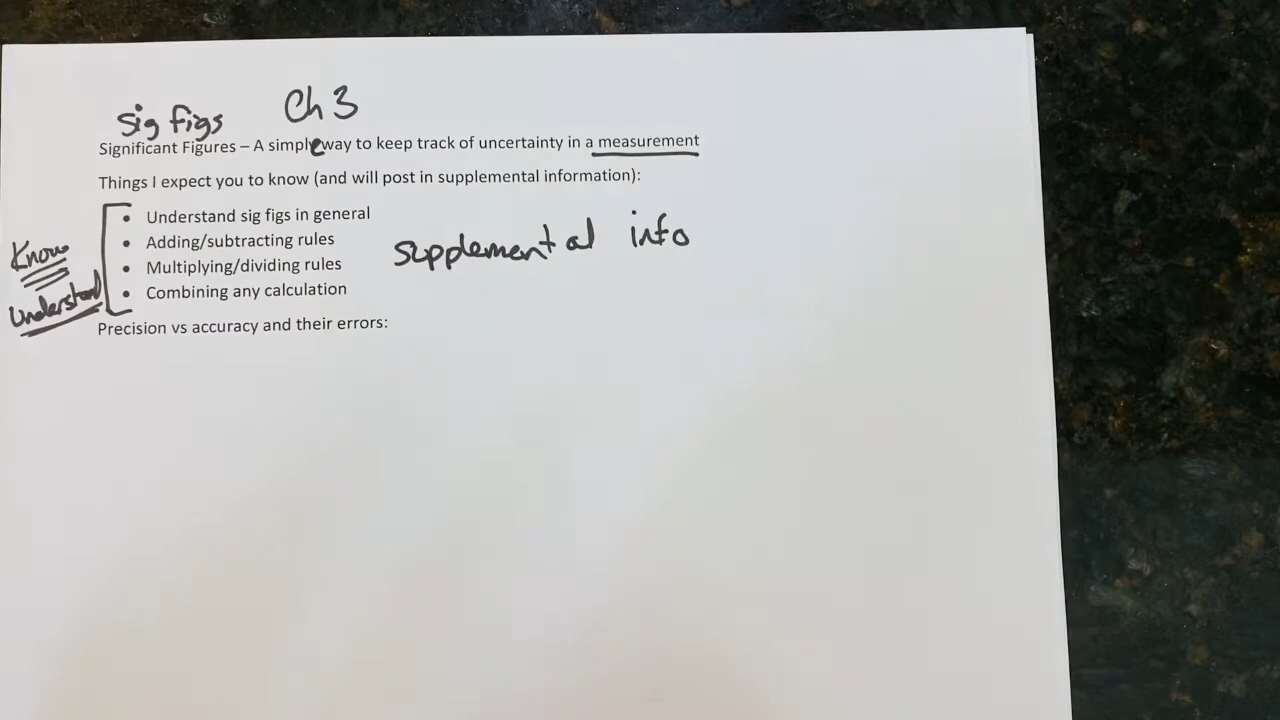 Sig figs Ch 3
Significant Figures – A simple way to keep track of uncertainty in a measurement
Things I expect you to know (and will post in supplemental information):
• Understand sig figs in general
• Adding/subtracting rules
• Multiplying/dividing rules
• Combining any calculation
Know
Understand
supplemental info
Precision vs accuracy and their errors: